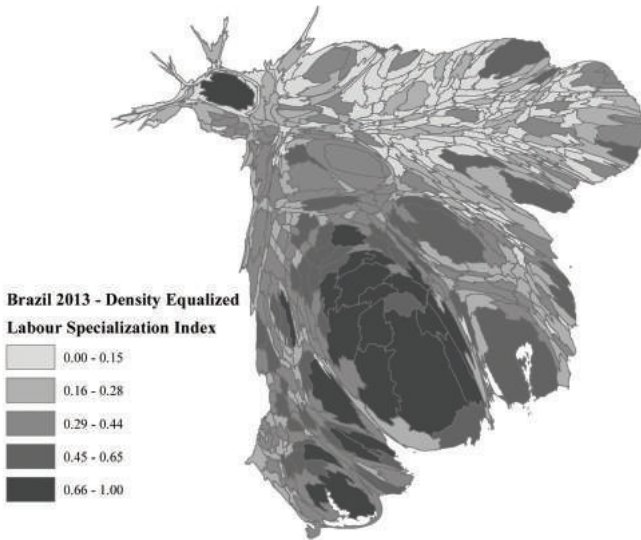 Brazil 2013 - Density Equalized
Labour Specialization Index
0.00 - 0.15
0.16 - 0.28
0.29 - 0.44
0.45 - 0.65
0.66 - 1.00